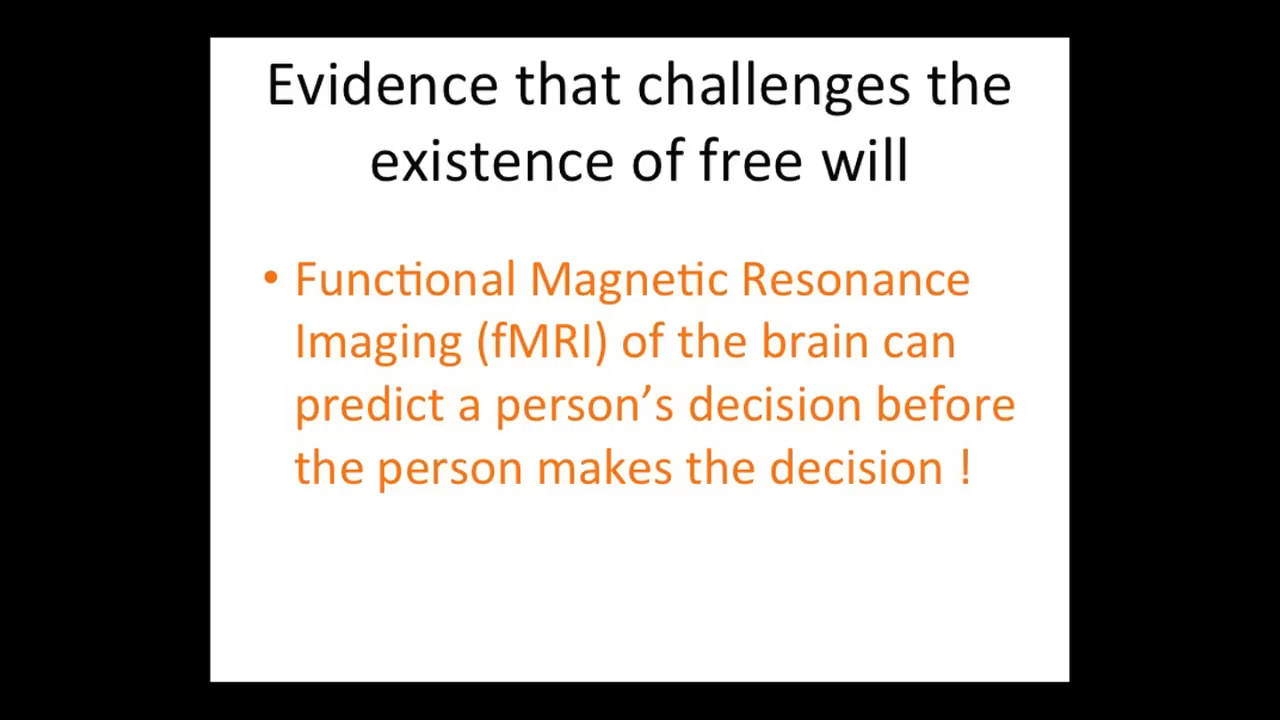 Evidence that challenges the
existence of free will
• Functional Magnetic Resonance
Imaging (fMRI) of the brain can
predict a person’s decision before
the person makes the decision !